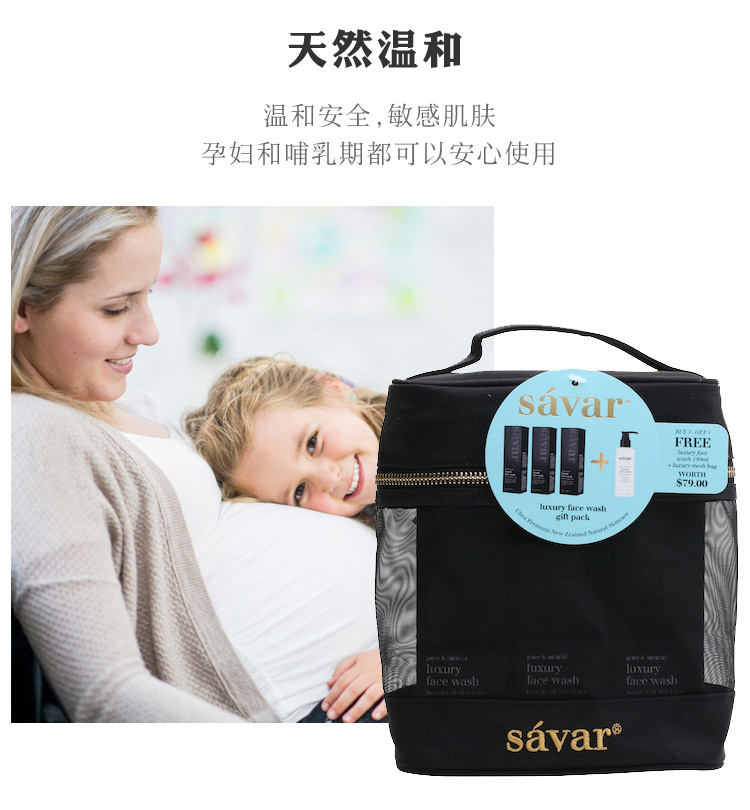 天然温和
温和安全,敏感肌肤
孕妇和哺乳期都可以安心使用
sávar™
BUY 3 - GET 1
FREE
luxury face
wash 180ml
+ luxury mesh bag
WORTH
$79.00
+
luxury face wash
gift pack
Ultra Premium New Zealand Natural Skincare
pure & natural
luxury
face wash
pure & natural
luxury
face wash
pure & natural
luxury
face wash
sávar®